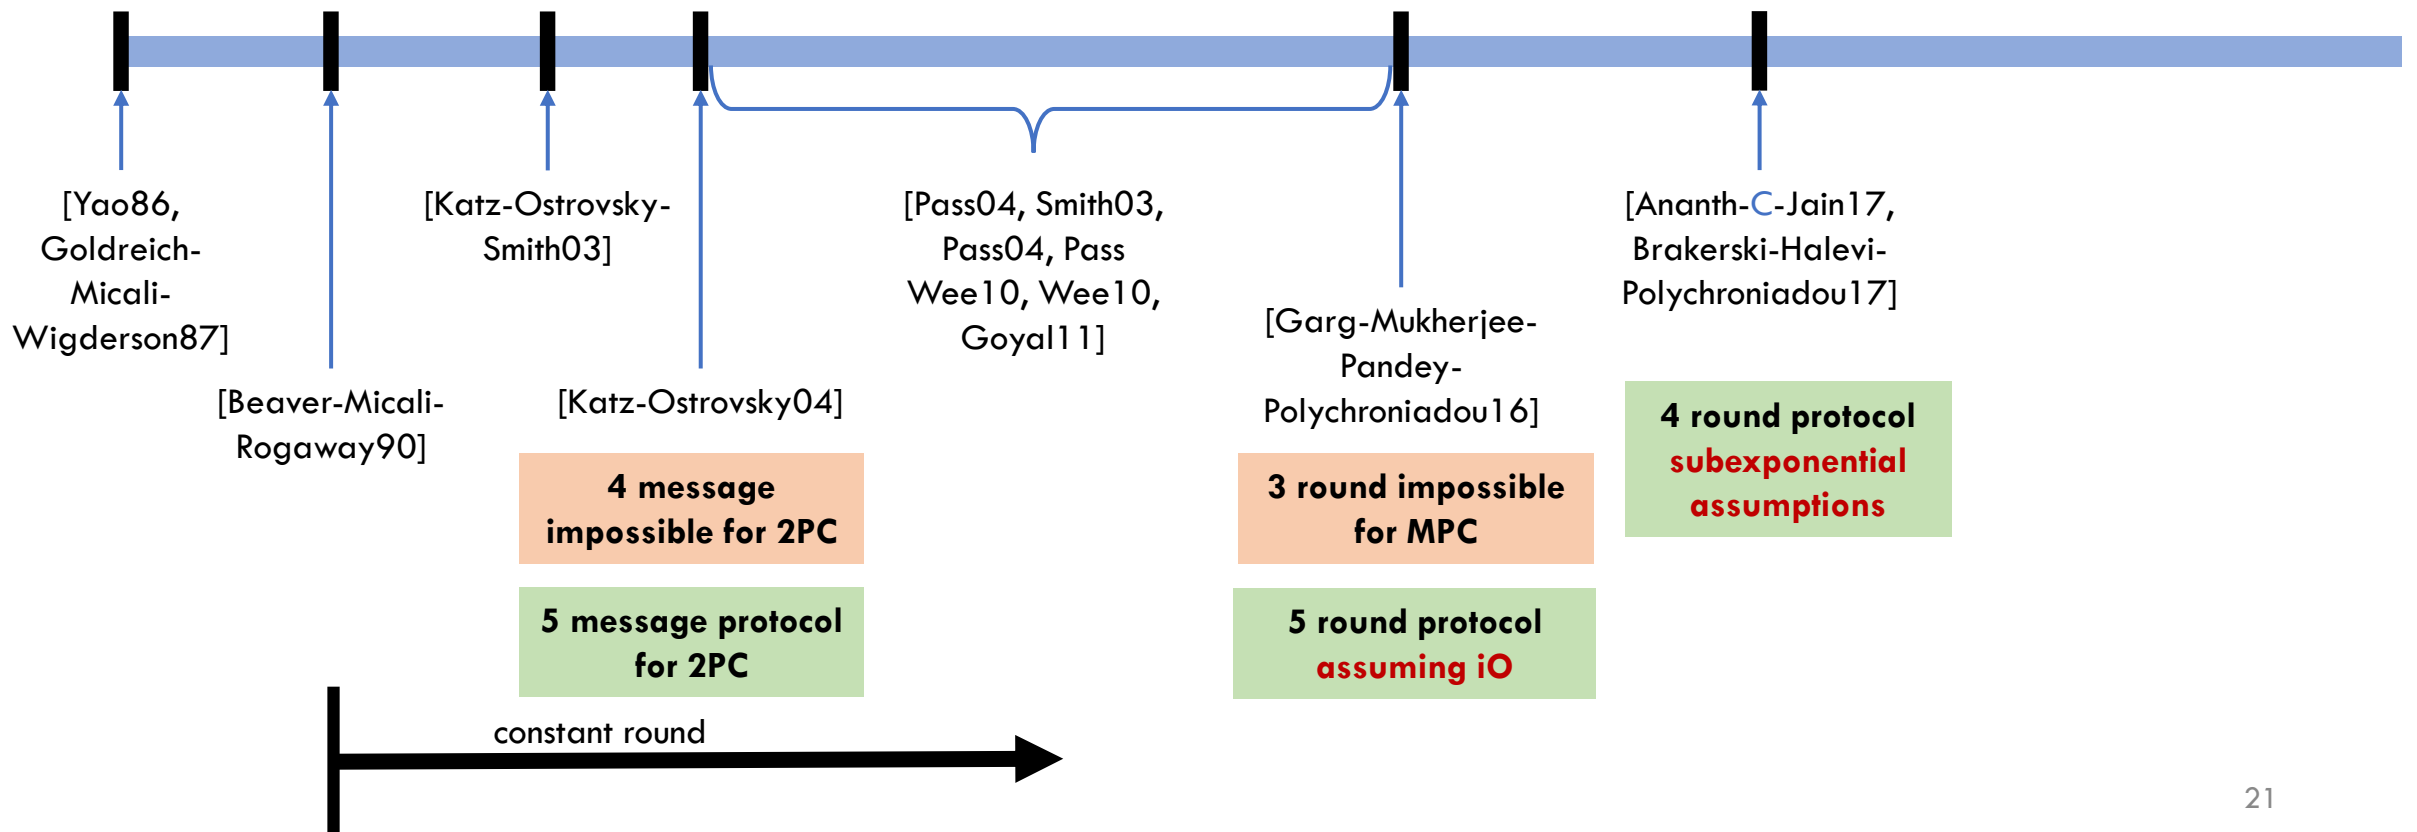 [Yao86,
Goldreich-
Micali-
Wigderson87]
[Beaver-Micali-
Rogaway90]
[Katz-Ostrovsky-
Smith03]
[Katz-Ostrovsky04]
4 message
impossible for 2PC
5 message protocol
for 2PC
constant round
[Pass04, Smith03,
Pass04, Pass
Wee10, Wee10,
Goyal11]
[Garg-Mukherjee-
Pandey-
Polychroniadou16]
3 round impossible
for MPC
5 round protocol
assuming iO
[Ananth-C-Jain17,
Brakerski-Halevi-
Polychroniadou17]
4 round protocol
subexponential
assumptions
21